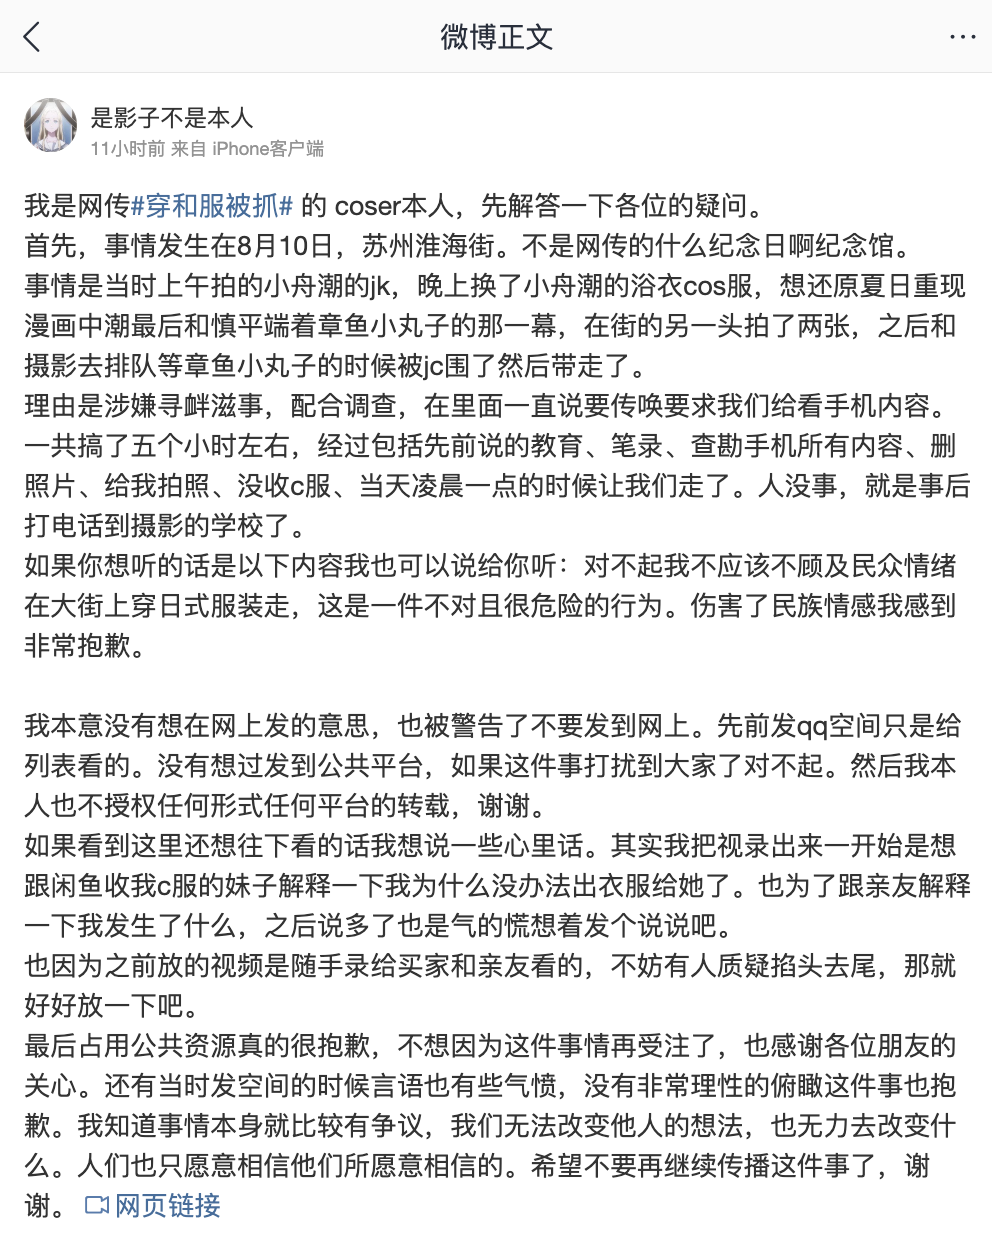 微博正文
是影子不是本人
11小时前 来自 iPhone客户端
我是网传#穿和服被抓# 的 coser本人，先解答一下各位的疑问。
首先，事情发生在8月10日，苏州淮海街。不是网传的什么纪念日啊纪念馆。
事情是当时上午拍的小舟潮的jk，晚上换了小舟潮的浴衣cos服，想还原夏日重现
漫画中潮最后和慎平端着章鱼小丸子的那一幕，在街的另一头拍了两张，之后和
摄影去排队等章鱼小丸子的时候被jc围了然后带走了。
理由是涉嫌寻衅滋事，配合调查，在里面一直说要传唤要求我们给看手机内容。
一共搞了五个小时左右，经过包括先前说的教育、笔录、查勘手机所有内容、删
照片、给我拍照、没收c服、当天凌晨一点的时候让我们走了。人没事，就是事后
打电话到摄影的学校了。
如果你想听的话是以下内容我也可以说给你听：对不起我不应该不顾及民众情绪
在大街上穿日式服装走，这是一件不对且很危险的行为。伤害了民族情感我感到
非常抱歉。
我本意没有想在网上发的意思，也被警告了不要发到网上。先前发qq空间只是给
列表看的。没有想过发到公共平台，如果这件事打扰到大家了对不起。然后我本
人也不授权任何形式任何平台的转载，谢谢。
如果看到这里还想往下看的话我想说一些心里话。其实我把视录出来一开始是想
跟闲鱼收我c服的妹子解释一下我为什么没办法出衣服给她了。也为了跟亲友解释
一下我发生了什么，之后说多了也是气的慌想着发个说说吧。
也因为之前放的视频是随手录给买家和亲友看的，不妨有人质疑掐头去尾，那就
好好放一下吧。
最后占用公共资源真的很抱歉，不想因为这件事情再受注了，也感谢各位朋友的
关心。还有当时发空间的时候言语也有些气愤，没有非常理性的俯瞰这件事也抱
歉。我知道事情本身就比较有争议，我们无法改变他人的想法，也无力去改变什
么。人们也只愿意相信他们所愿意相信的。希望不要再继续传播这件事了，谢
谢。 网页链接